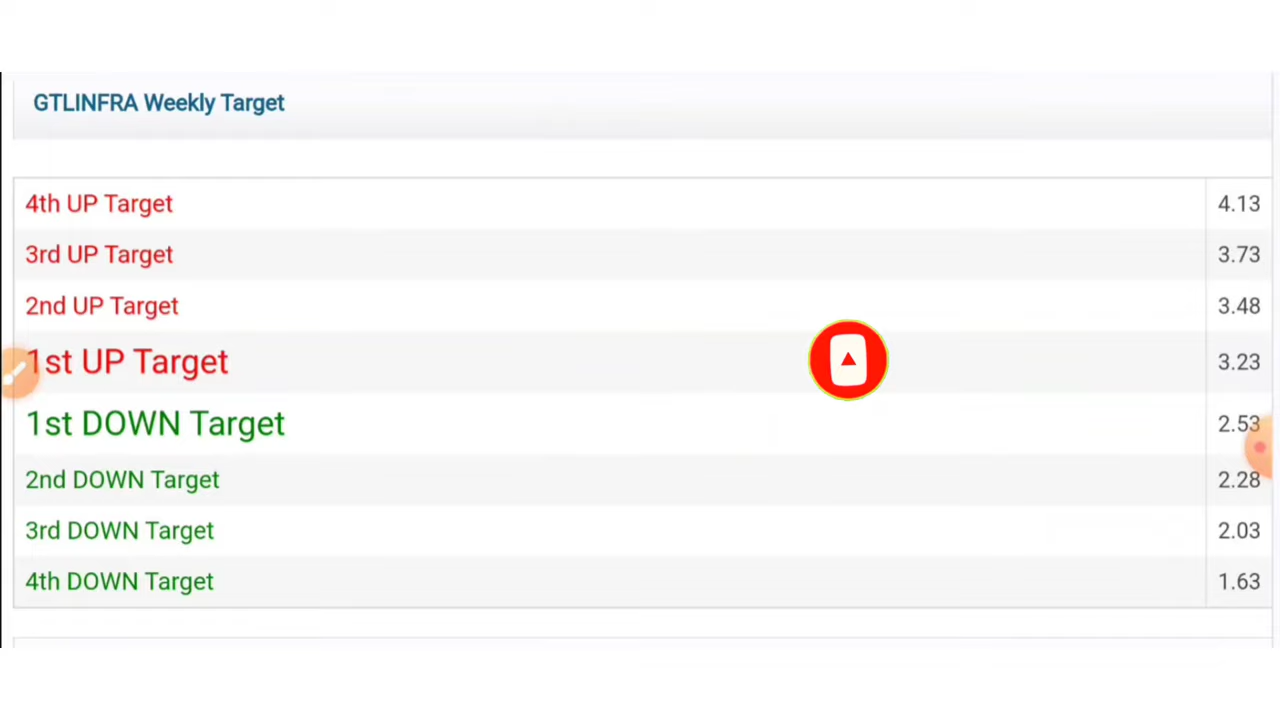 GTLINFRA Weekly Target
4th UP Target 4.13
3rd UP Target 3.73
2nd UP Target 3.48
1st UP Target 3.23
1st DOWN Target 2.53
2nd DOWN Target 2.28
3rd DOWN Target 2.03
4th DOWN Target 1.63